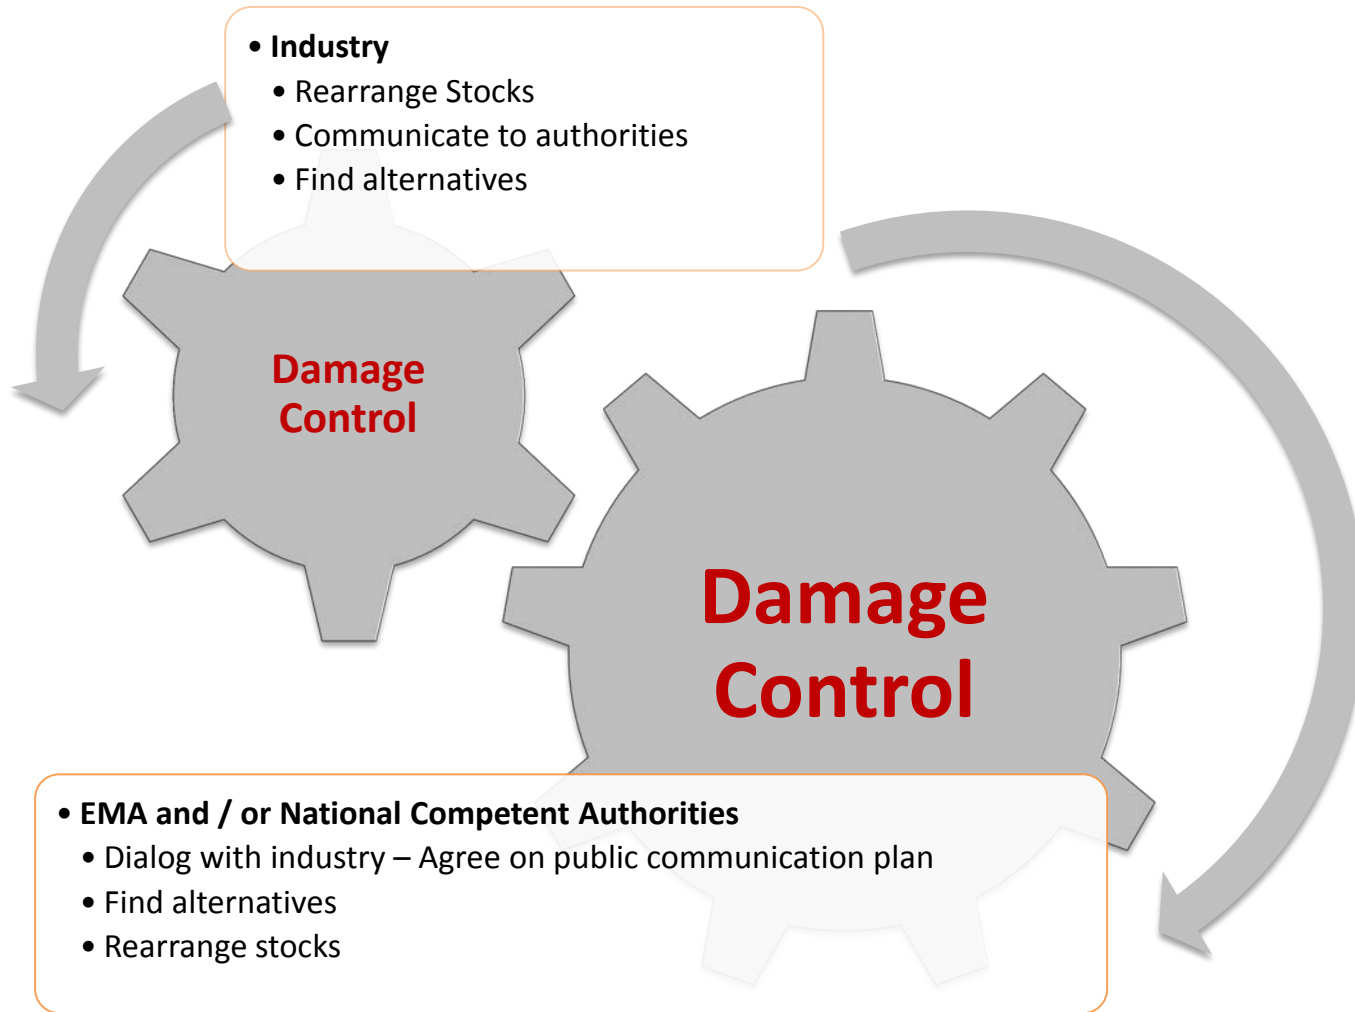 • Industry
• Rearrange Stocks
• Communicate to authorities
• Find alternatives
Damage
Control
Damage
Control
• EMA and / or National Competent Authorities
• Dialog with industry – Agree on public communication plan
• Find alternatives
• Rearrange stocks